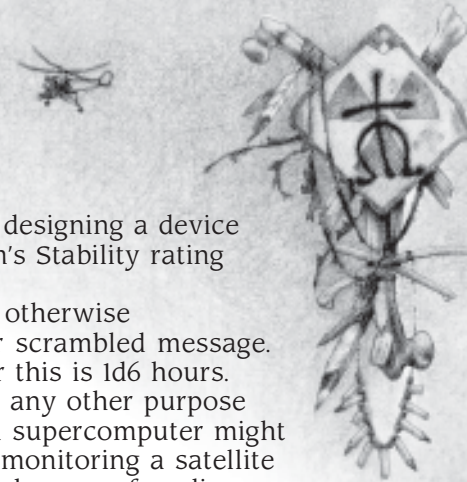 designing a device
n's Stability rating
otherwise
r scrambled message.
r this is 1d6 hours.
any other purpose
supercomputer might
monitoring a satellite